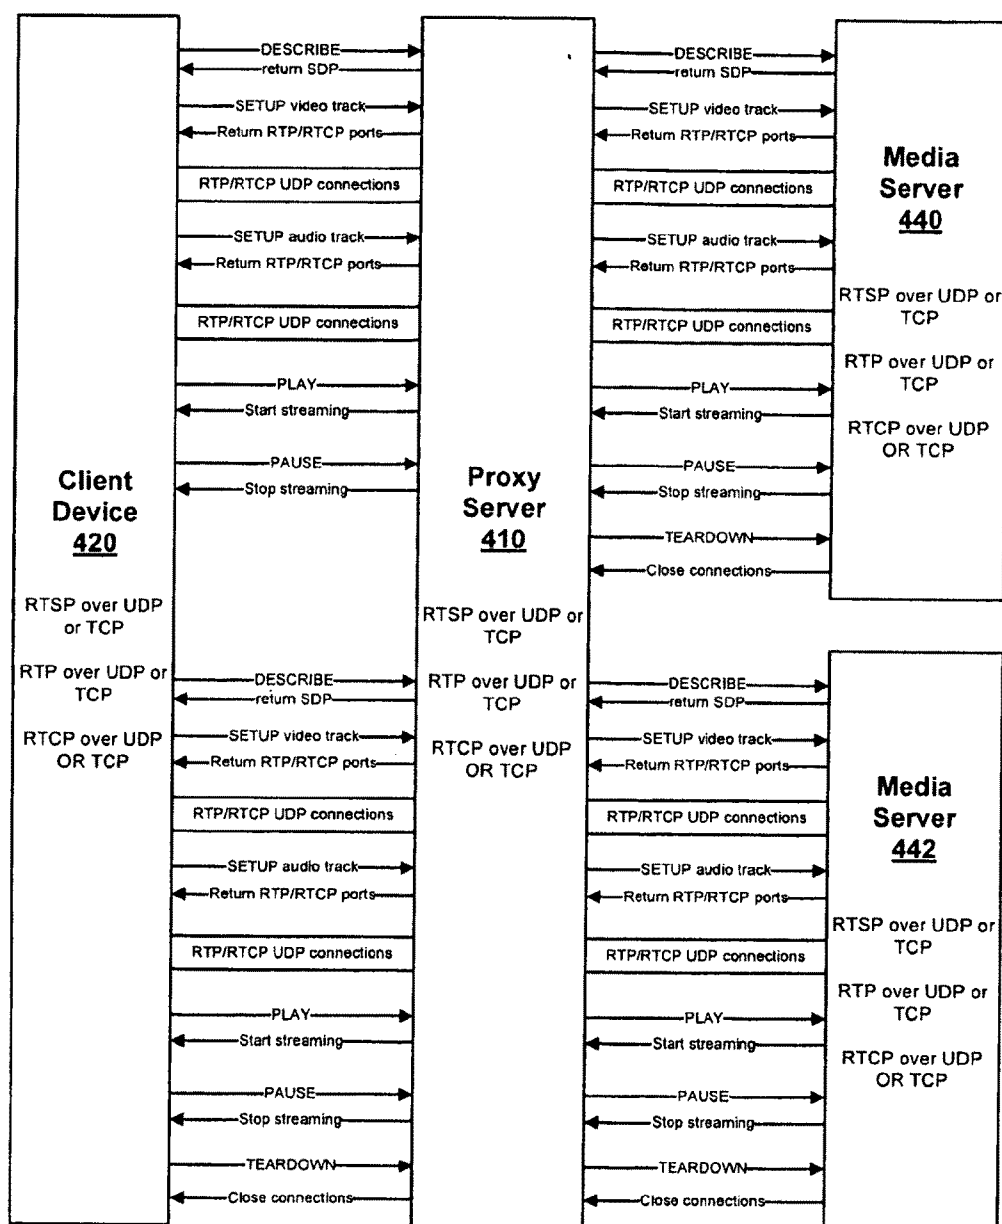 DESCRIBE
return SDP
SETUP video track
Return RTP/RTCP ports
RTP/RTCP UDP connections
SETUP audio track
Return RTP/RTCP ports
RTP/RTCP UDP connections
PLAY
Start streaming
PAUSE
Stop streaming
DESCRIBE
return SDP
SETUP video track
Return RTP/RTCP ports
RTP/RTCP UDP connections
SETUP audio track
Return RTP/RTCP ports
RTP/RTCP UDP connections
PLAY
Start streaming
PAUSE
Stop streaming
TEARDOWN
Close connections
Client
Device
420
RTSP over UDP
or TCP
RTP over UDP or
TCP
RTCP over UDP
OR TCP
Proxy
Server
410
RTSP over UDP or
TCP
RTP over UDP or
TCP
RTCP over UDP
OR TCP
Media
Server
440
RTSP over UDP or
TCP
RTP over UDP or
TCP
RTCP over UDP
OR TCP
DESCRIBE
return SDP
SETUP video track
Return RTP/RTCP ports
RTP/RTCP UDP connections
SETUP audio track
Return RTP/RTCP ports
RTP/RTCP UDP connections
PLAY
Start streaming
PAUSE
Stop streaming
TEARDOWN
Close connections
DESCRIBE
return SDP
SETUP video track
Return RTP/RTCP ports
RTP/RTCP UDP connections
SETUP audio track
Return RTP/RTCP ports
RTP/RTCP UDP connections
PLAY
Start streaming
PAUSE
Stop streaming
TEARDOWN
Close connections
Media
Server
442
RTSP over UDP or
TCP
RTP over UDP or
TCP
RTCP over UDP
OR TCP